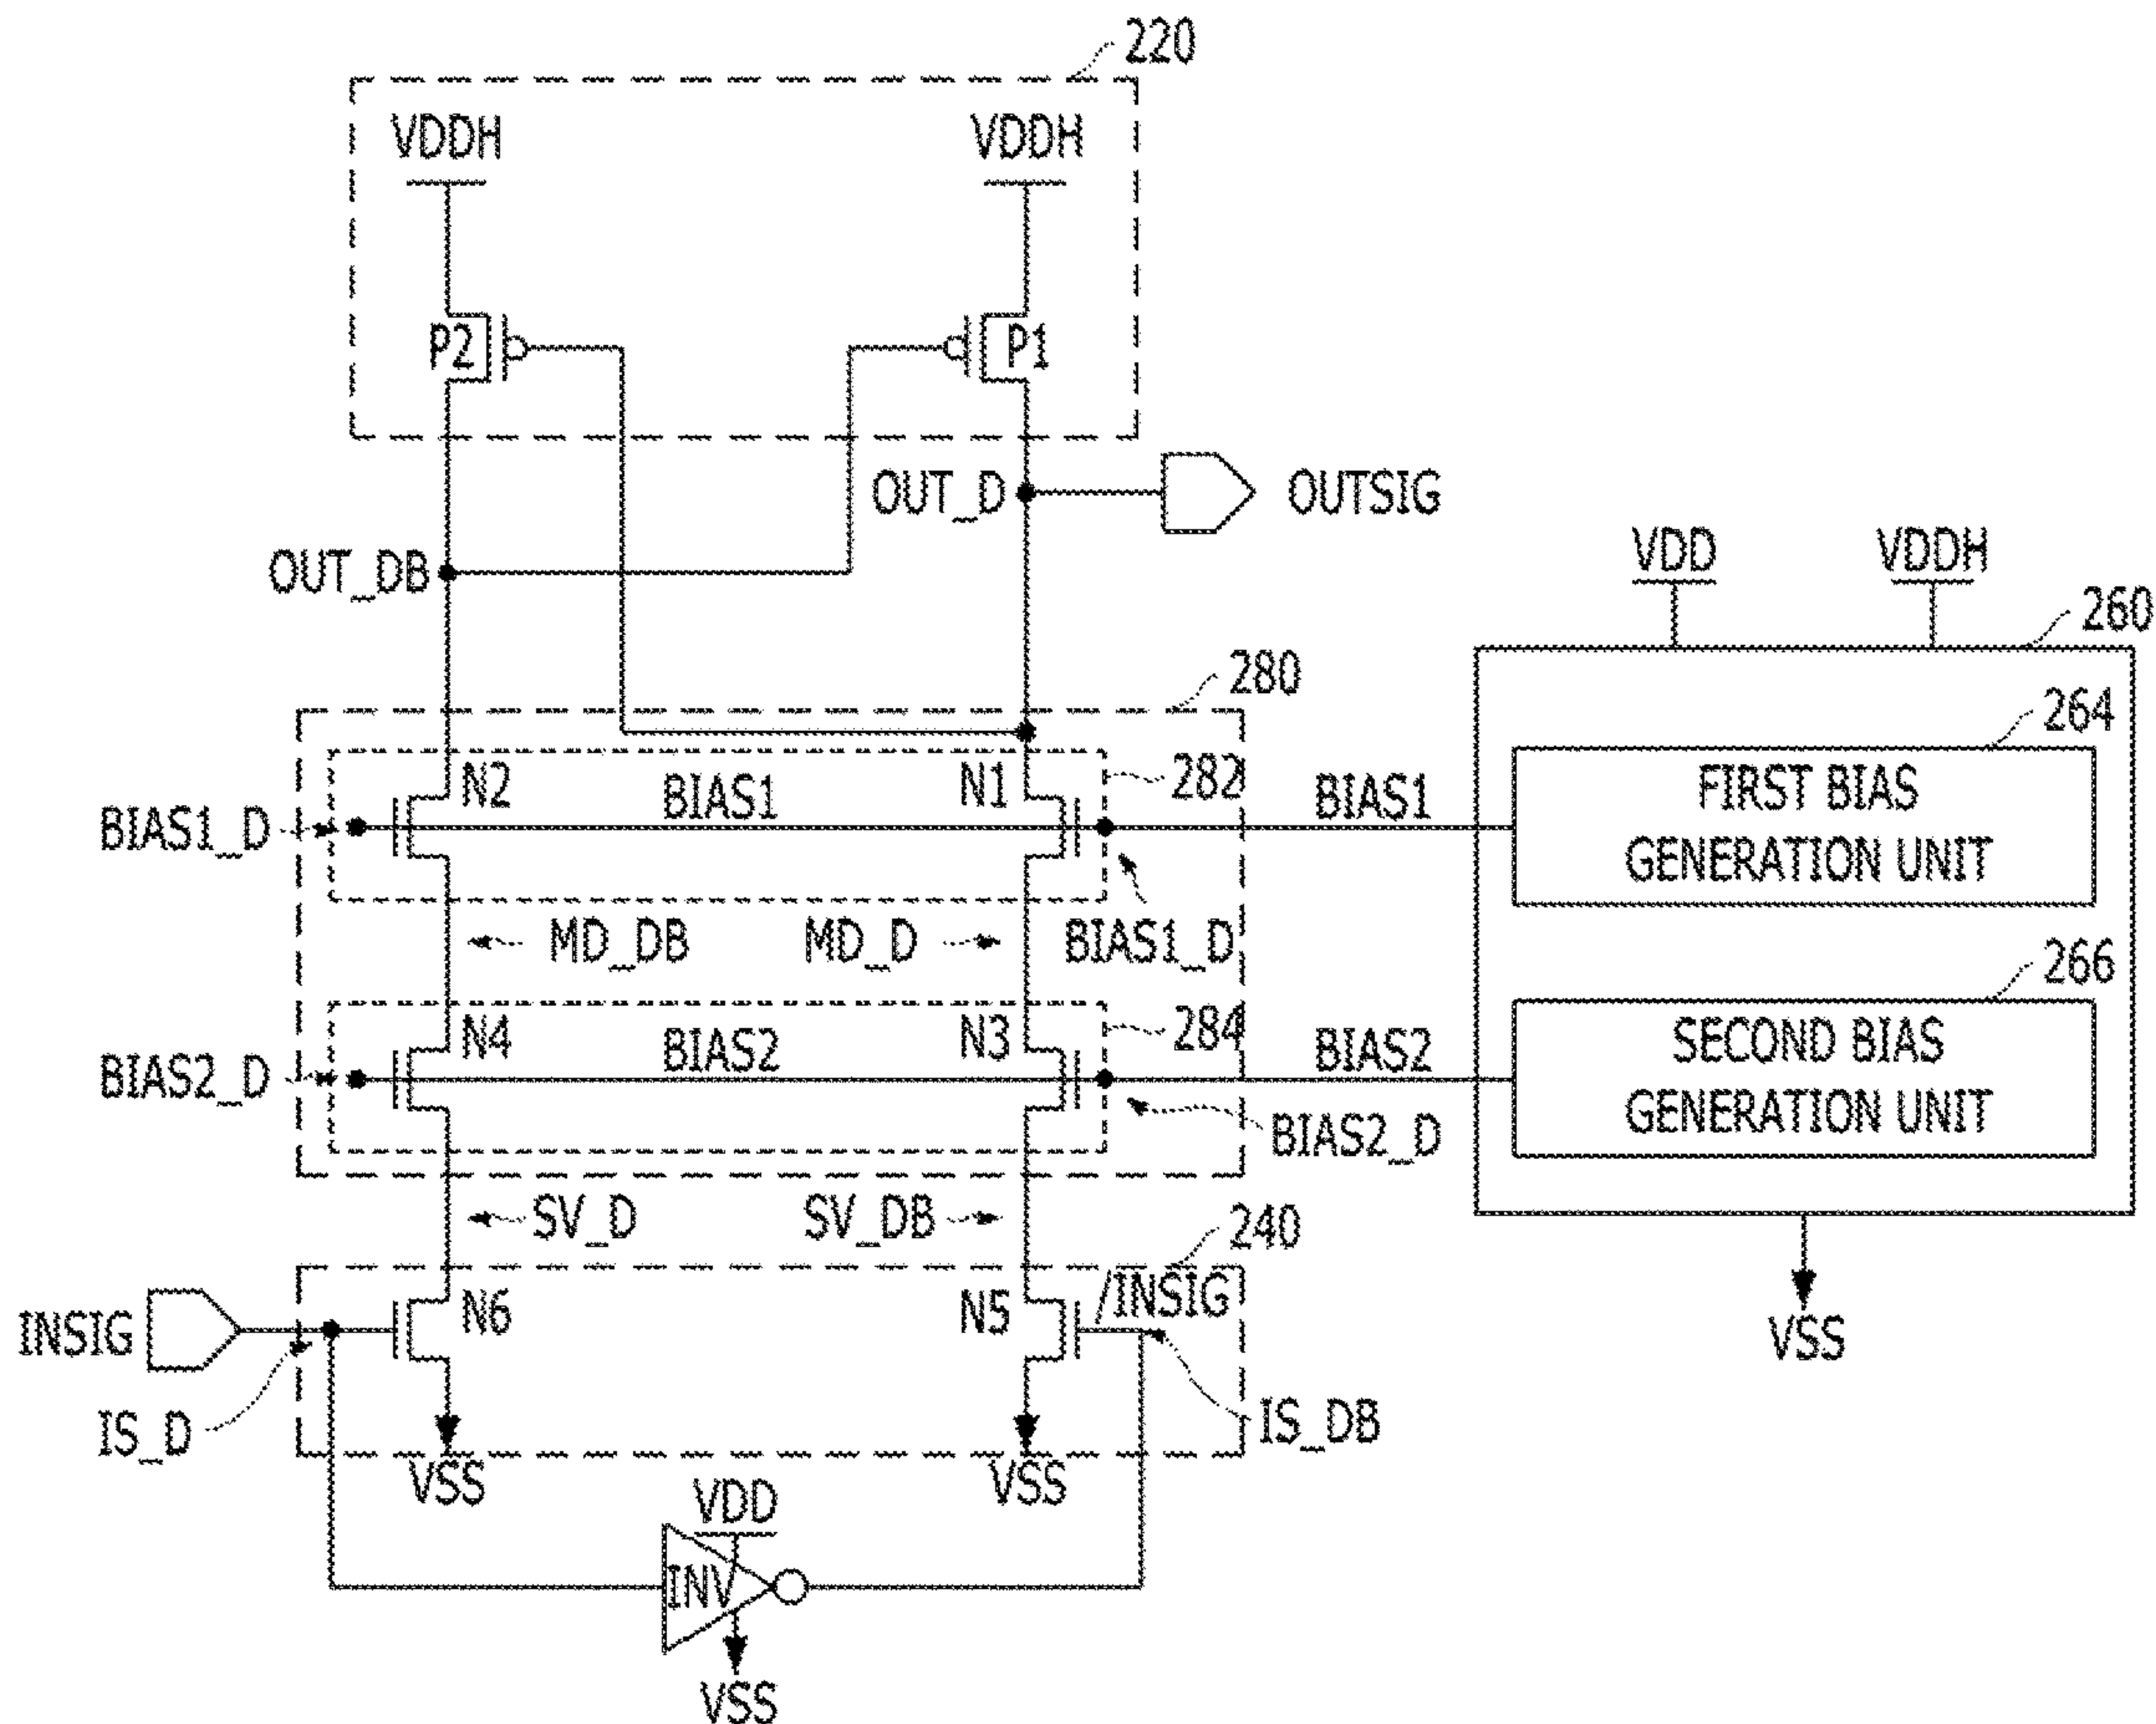 220
VDDH
VDDH
P2
P1
OUT_D
OUTSIG
OUT_DB
VDD
VDDH
260
280
264
N2
BIAS1
N1
282
BIAS1
FIRST BIAS
GENERATION UNIT
BIAS1_D
MD_DB
MD_D
BIAS1_D
266
N4
BIAS2
N3
284
BIAS2
SECOND BIAS
GENERATION UNIT
BIAS2_D
BIAS2_D
SV_D
SV_DB
240
INSIG
N6
N5
/INSIG
VSS
IS_D
IS_DB
VSS
VSS
VDD
INV
VSS